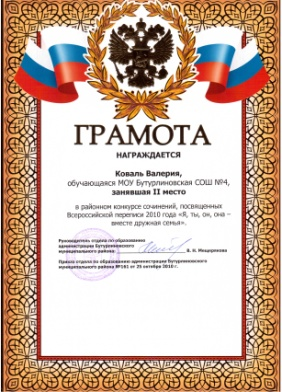 ГРАМОТА
НАГРАЖДАЕТСЯ
Коваль Валерия,
обучающаяся МОУ Бутурлиновская СОШ №4,
занявшая II место
в районном конкурсе сочинений, посвященных
Всероссийской переписи 2010 года «Я, ты, он, она –
вместе дружная семья».
Руководитель отдела по образованию
администрации Бутурлиновского
муниципального района
Приказ отдела по образованию администрации Бутурлиновского
муниципального района №161 от 25 октября 2010 г.